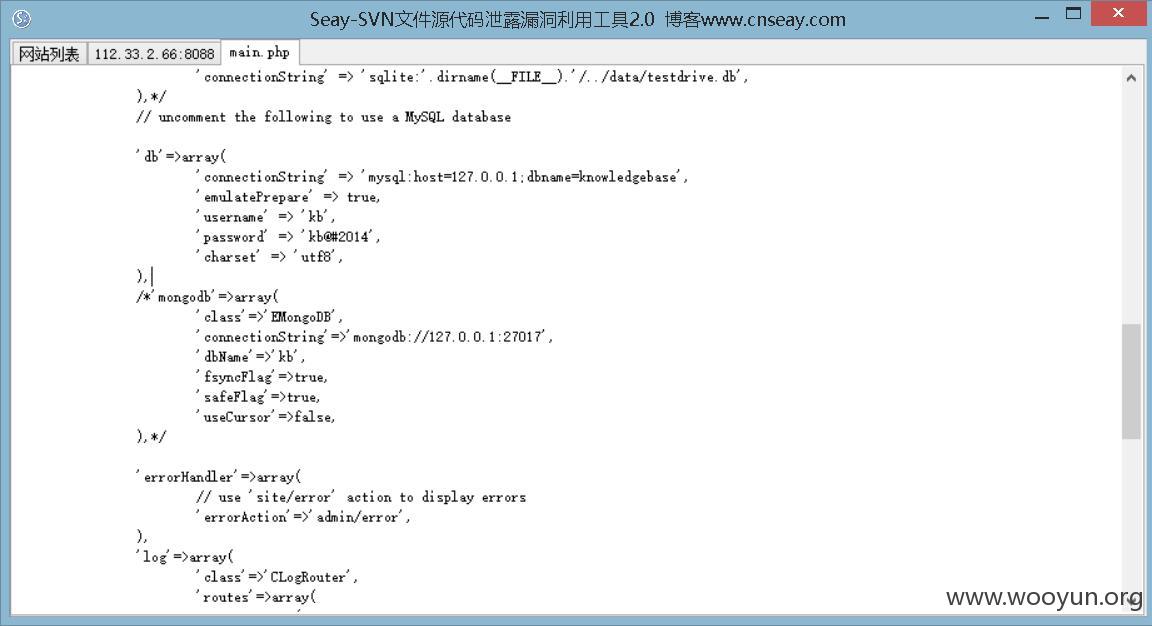 Seay-SVN文件源代码泄露漏洞利用工具2.0 博客www.cnseay.com
网站列表 112.33.2.66:8088 main.php
'connectionString' => 'sqlite:'.dirname(__FILE__).'/../data/testdrive.db',
),*/
// uncomment the following to use a MySQL database
'db'=>array(
'connectionString' => 'mysql:host=127.0.0.1;dbname=knowledgebase',
'emulatePrepare' => true,
'username' => 'kb',
'password' => 'kb@#2014',
'charset' => 'utf8',
),
/*'mongodb'=>array(
'class'=>'EMongoDB',
'connectionString'=>'mongodb://127.0.0.1:27017',
'dbName'=>'kb',
'fsyncFlag'=>true,
'safeFlag'=>true,
'useCursor'=>false,
),*/
'errorHandler'=>array(
// use 'site/error' action to display errors
'errorAction'=>'admin/error',
),
'log'=>array(
'class'=>'CLogRouter',
'routes'=>array(
www.wooyun.org